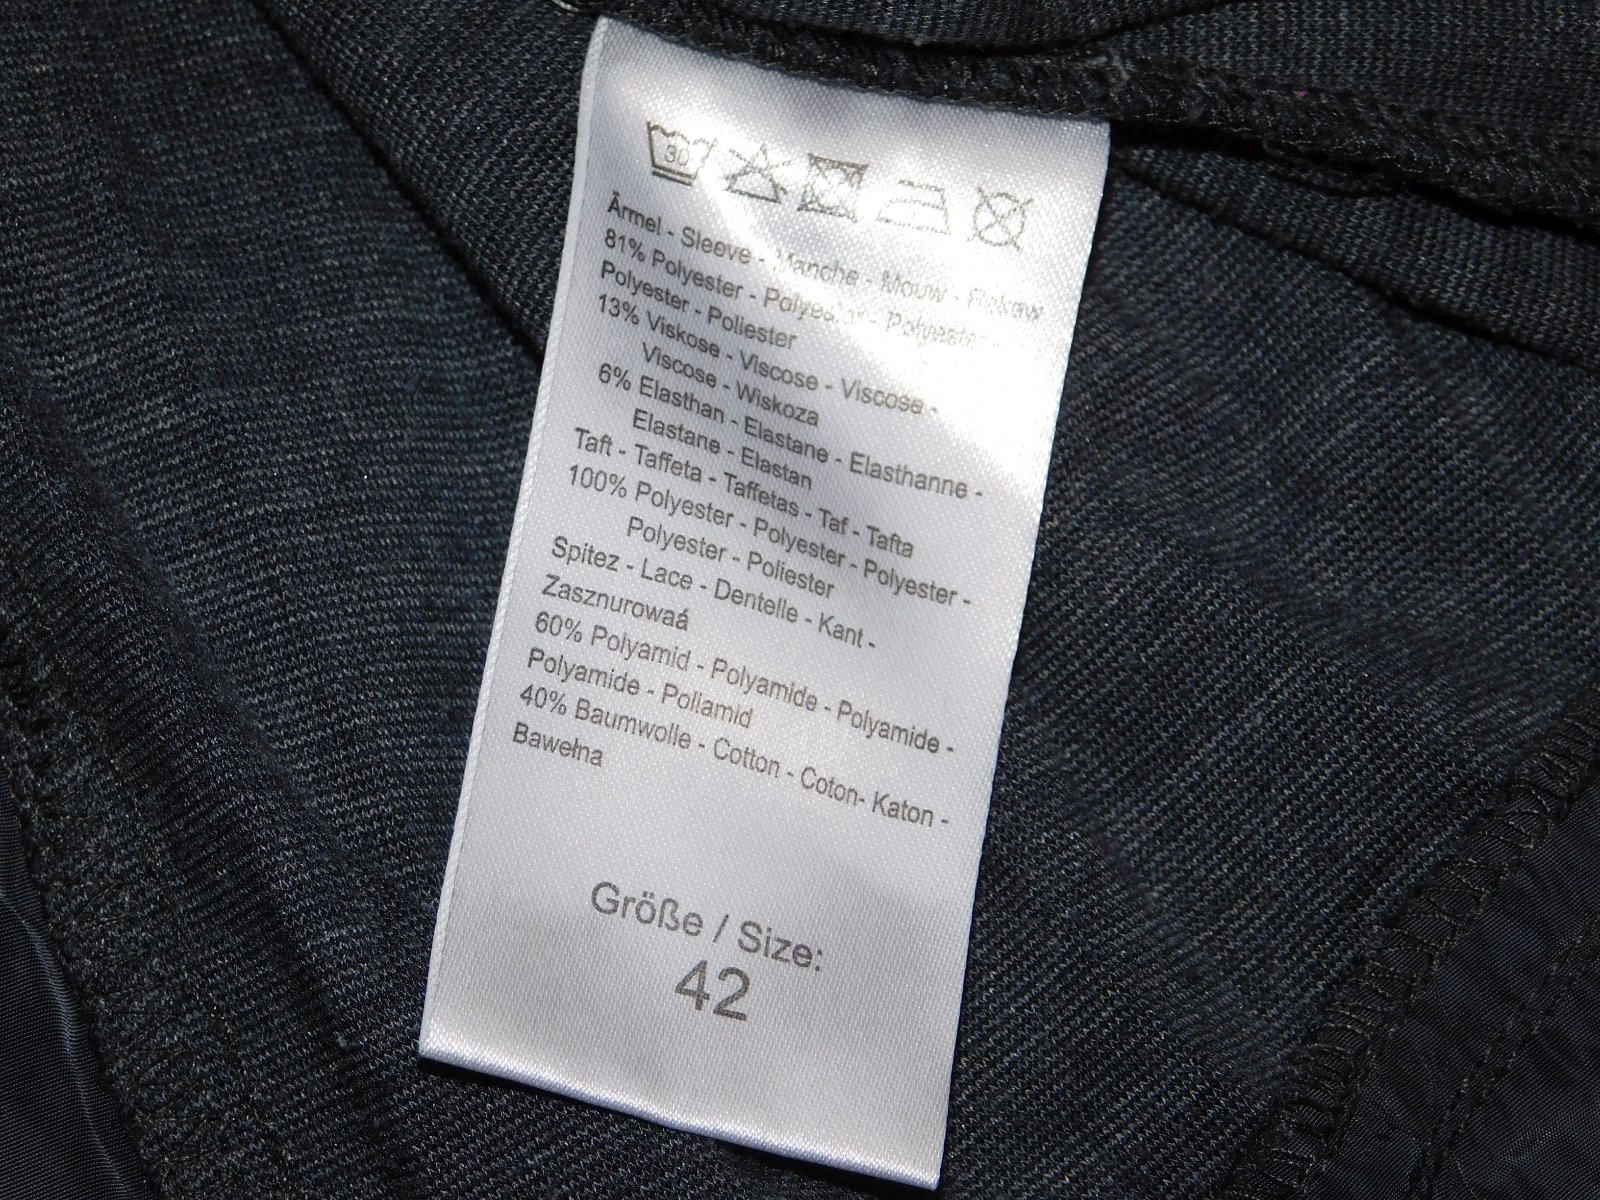 30
Ärmel - Sleeve - Manche - Mouw - Rękaw
81% Polyester - Polyester - Polyester -
Polyester - Poliester
13% Viskose - Viscose - Viscose -
Viscose - Wiskoza
6% Elasthan - Elastane - Elasthanne -
Elastane - Elastan
Taft - Taffeta - Taffetas - Taf - Tafta
100% Polyester - Polyester - Polyester -
Polyester - Poliester
Spitez - Lace - Dentelle - Kant -
Zasznurowaá
60% Polyamid - Polyamide - Polyamide -
Polyamide - Poliamid
40% Baumwolle - Cotton - Coton- Katon -
Bawełna
Größe / Size:
42